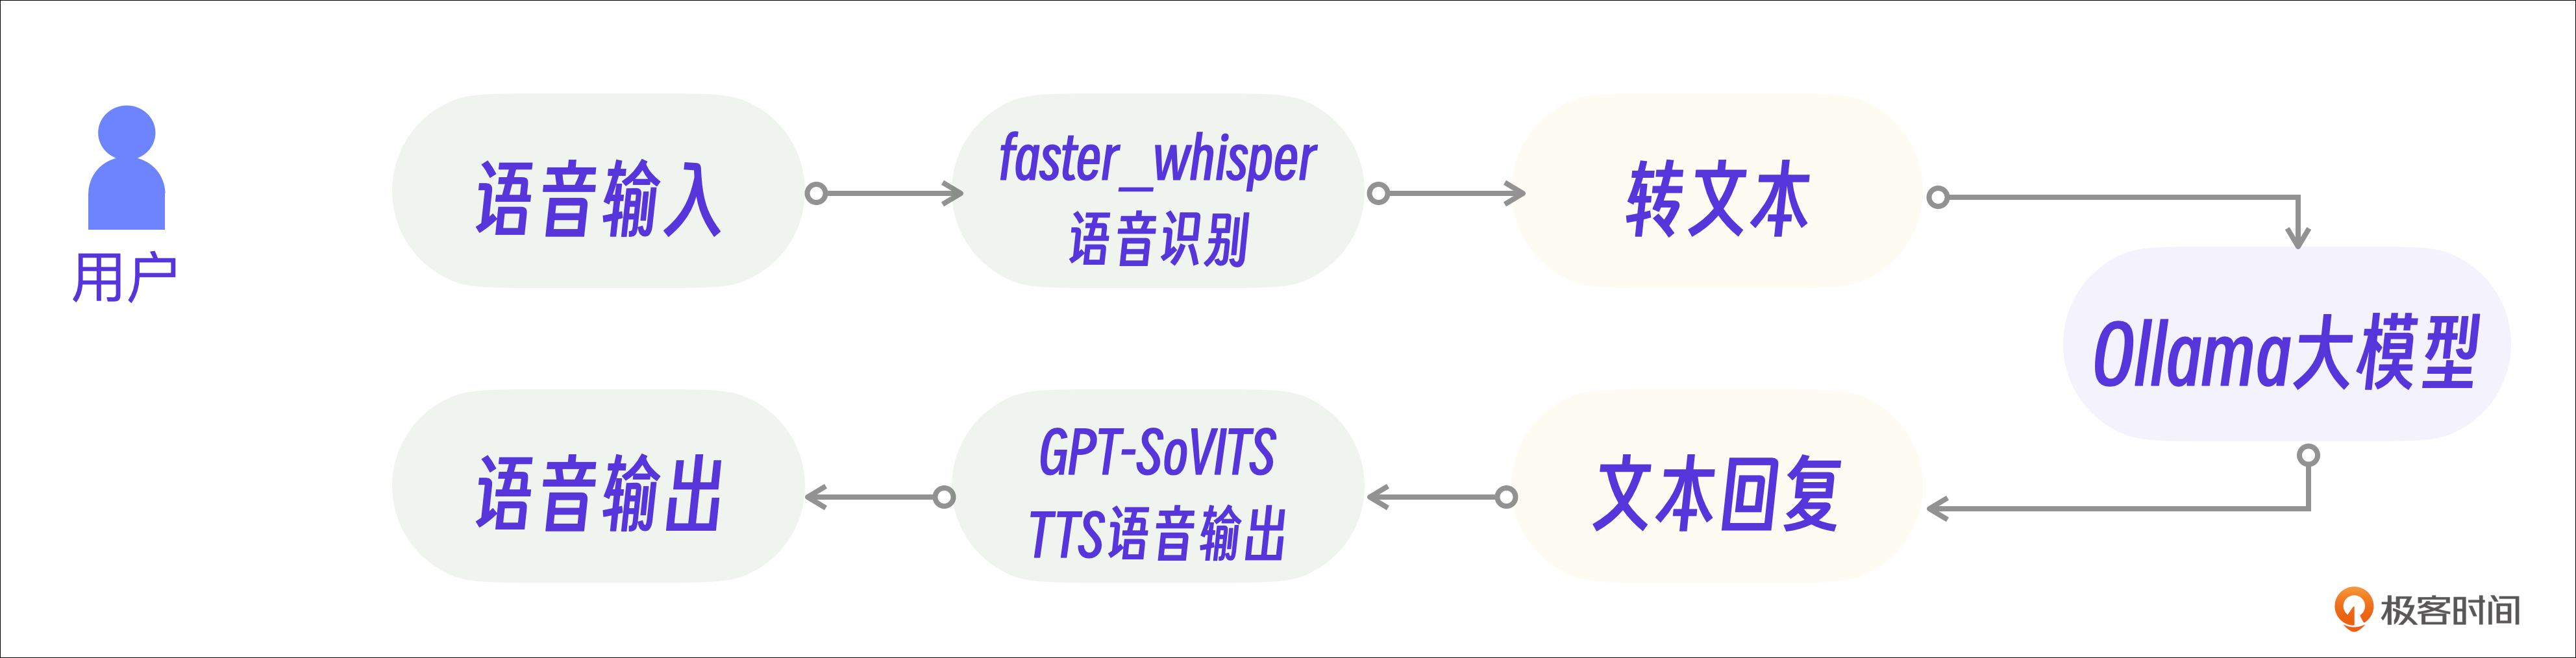 用户
语音输入
faster_whisper
语音识别
转文本
Ollama大模型
文本回复
GPT-SoVITS
TTS语音输出
语音输出
极客时间